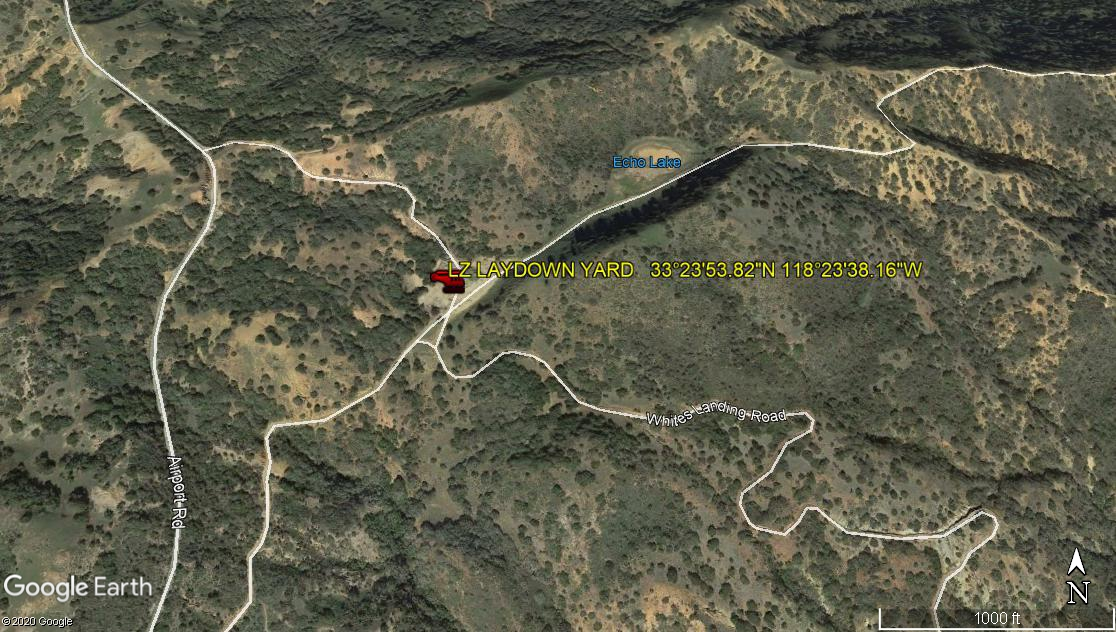 Echo Lake
LZ LAYDOWN YARD 33°23'53.82"N 118°23'38.16"W
Whites Landing Road
Airport Rd
Google Earth
N
©2020 Google
1000 ft